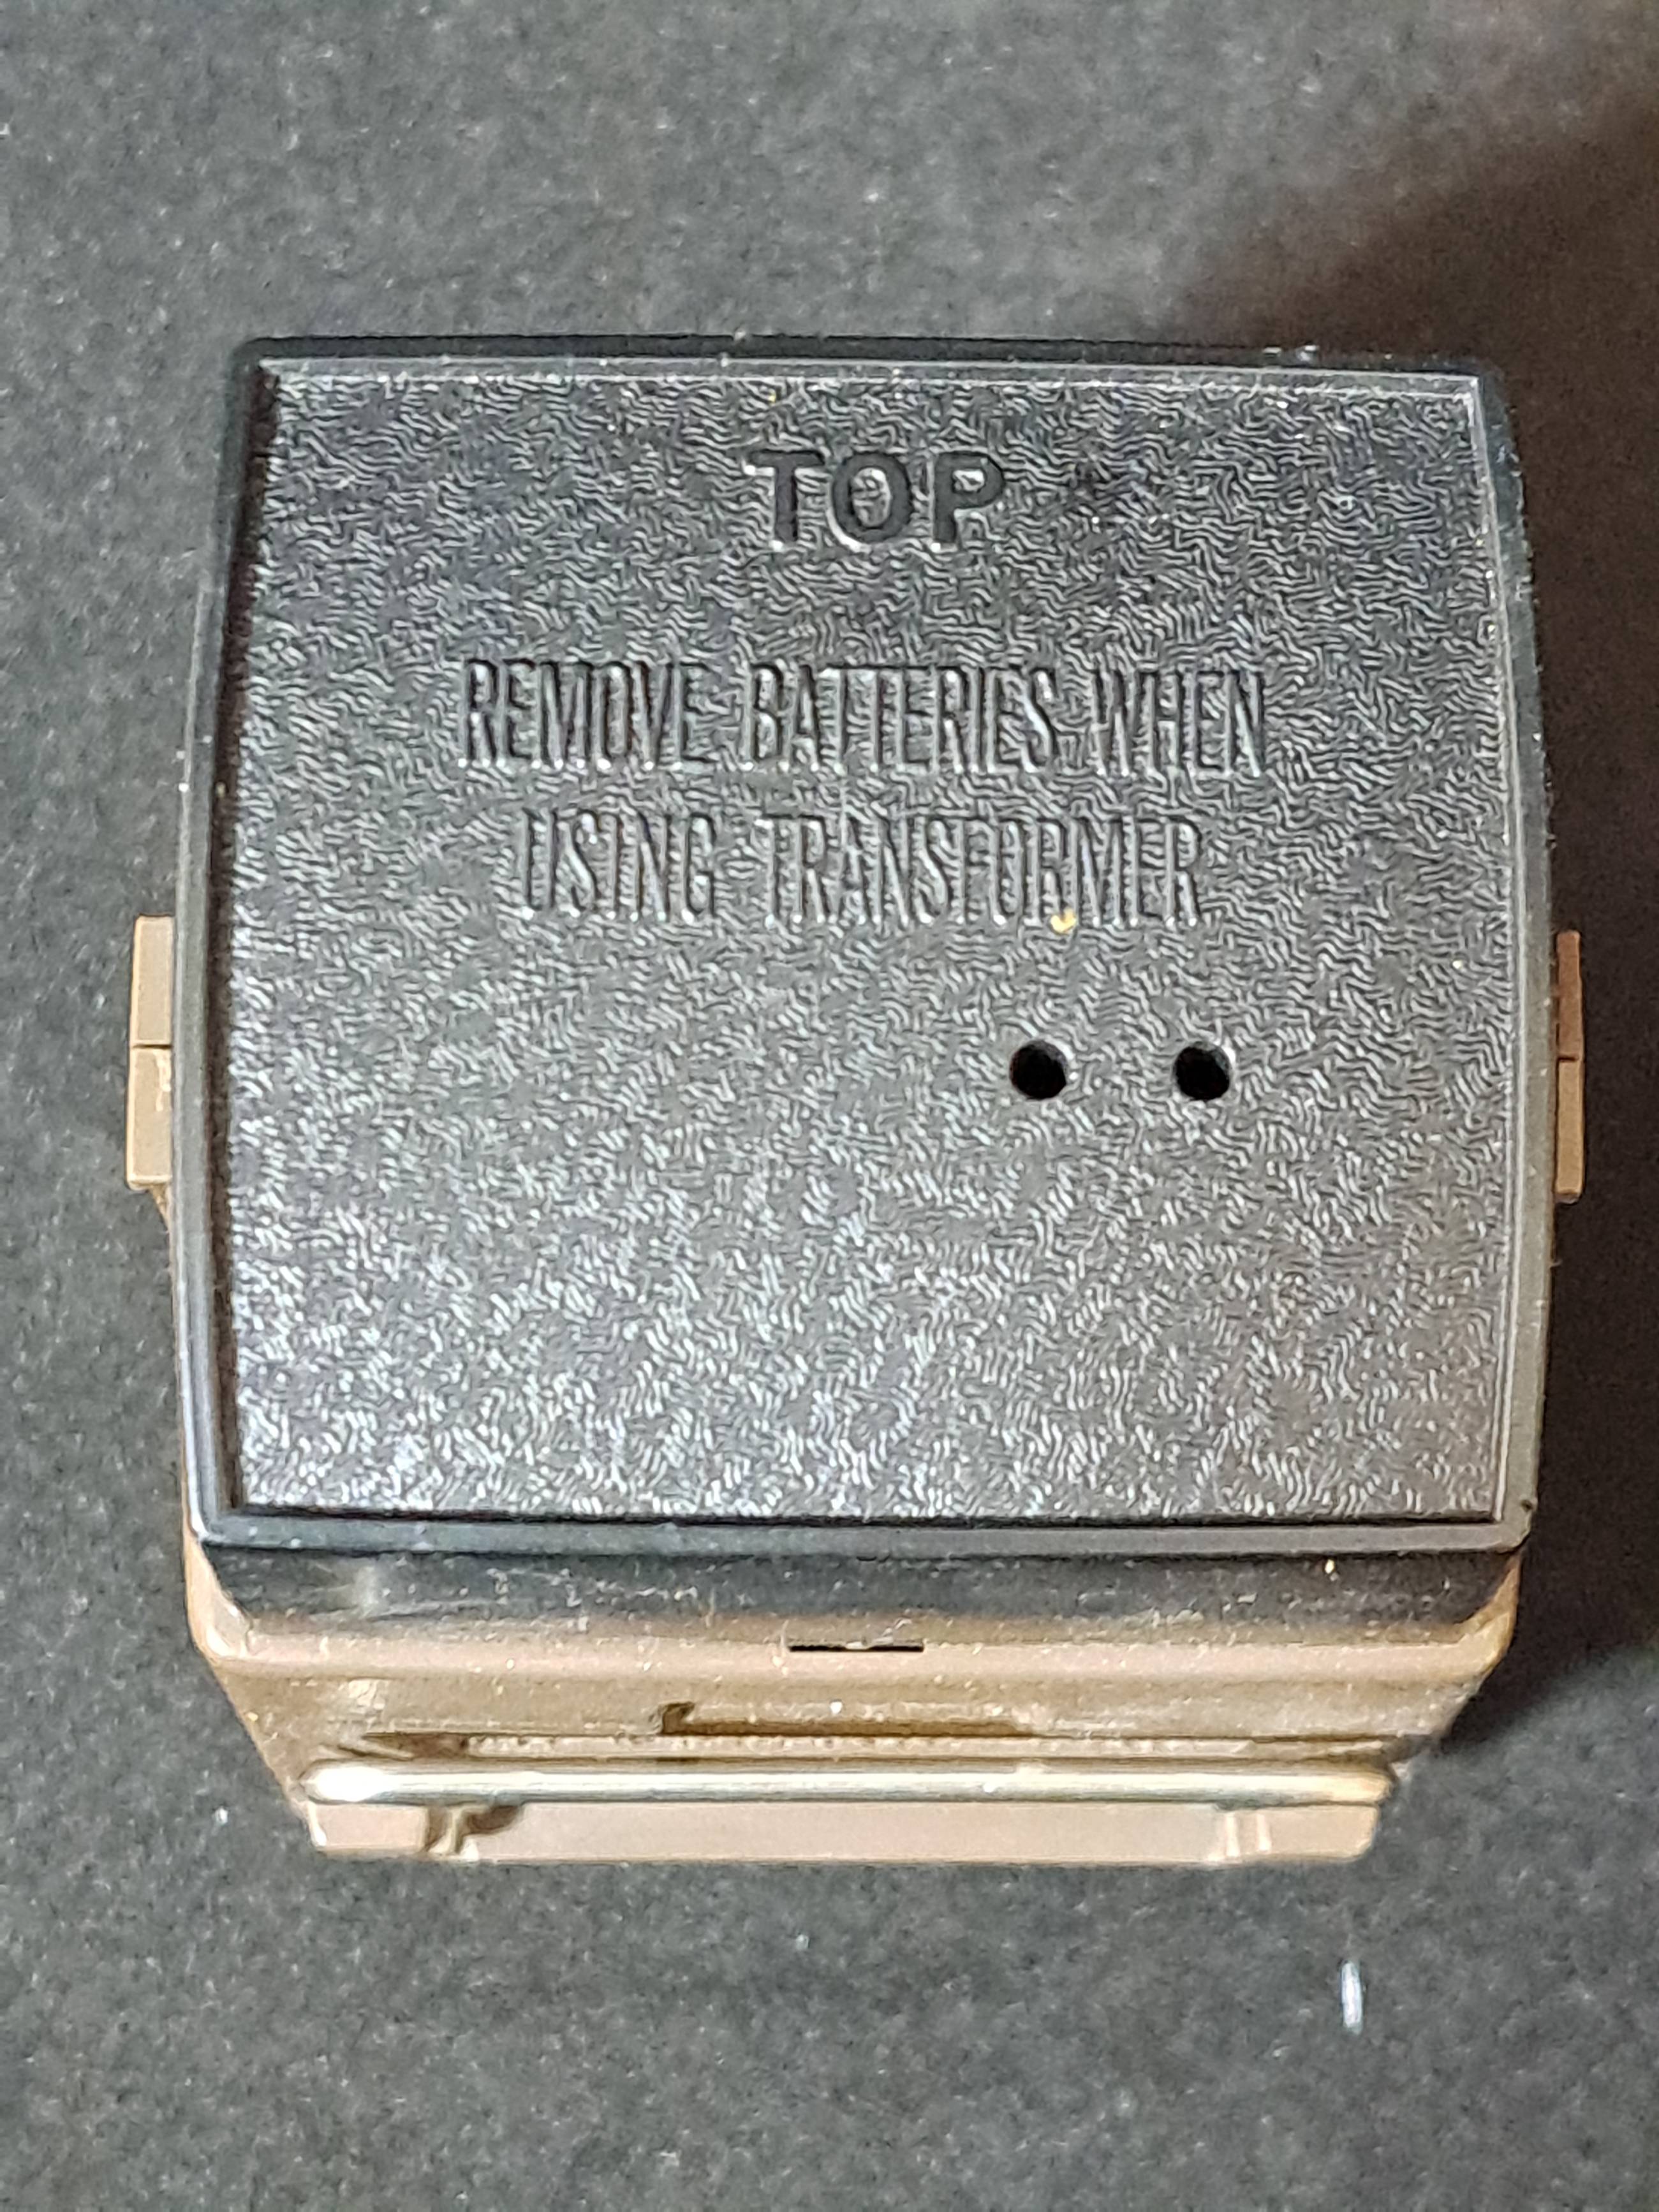 TOP
REMOVE BATTERIES WHEN
USING TRANSFORMER